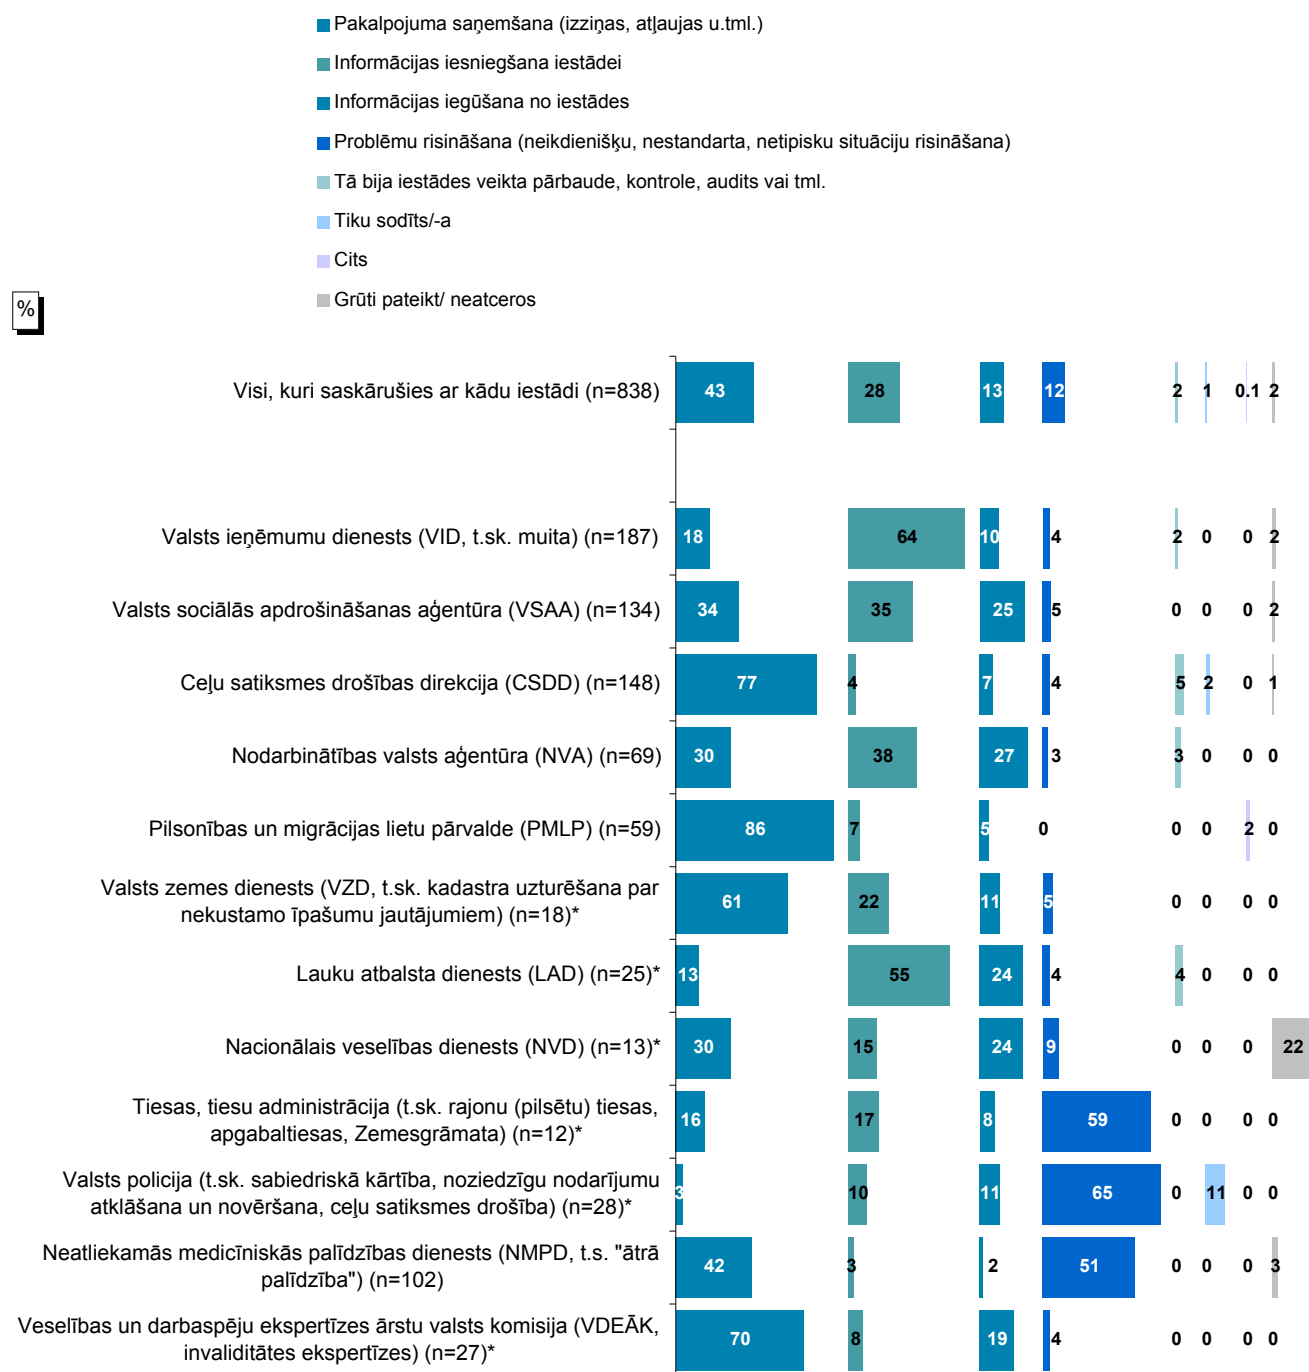 Pakalpojuma saņemšana (izziņas, atļaujas u.tml.)
Informācijas iesniegšana iestādei
Informācijas iegūšana no iestādes
Problēmu risināšana (neikdienišķu, nestandarta, netipisku situāciju risināšana)
Tā bija iestādes veikta pārbaude, kontrole, audits vai tml.
Tiku sodīts/-a
Cits
Grūti pateikt/ neatceros
%
Visi, kuri saskārušies ar kādu iestādi (n=838) 43 28 13 12 2 1 0.1 2
Valsts ieņēmumu dienests (VID, t.sk. muita) (n=187) 18 64 10 4 2 0 0 2
Valsts sociālās apdrošināšanas aģentūra (VSAA) (n=134) 34 35 25 5 0 0 0 2
Ceļu satiksmes drošības direkcija (CSDD) (n=148) 77 4 7 4 5 2 0 1
Nodarbinātības valsts aģentūra (NVA) (n=69) 30 38 27 3 3 0 0 0
Pilsonības un migrācijas lietu pārvalde (PMLP) (n=59) 86 7 5 0 0 0 2 0
Valsts zemes dienests (VZD, t.sk. kadastra uzturēšana par
nekustamo īpašumu jautājumiem) (n=18)* 61 22 11 5 0 0 0 0
Lauku atbalsta dienests (LAD) (n=25)* 13 55 24 4 4 0 0 0
Nacionālais veselības dienests (NVD) (n=13)* 30 15 24 9 0 0 0 22
Tiesas, tiesu administrācija (t.sk. rajonu (pilsētu) tiesas,
apgabaltiesas, Zemesgrāmata) (n=12)* 16 17 8 59 0 0 0 0
Valsts policija (t.sk. sabiedriskā kārtība, noziedzīgu nodarījumu
atklāšana un novēršana, ceļu satiksmes drošība) (n=28)* 3 10 11 65 0 11 0 0
Neatliekamās medicīniskās palīdzības dienests (NMPD, t.s. "ātrā
palīdzība") (n=102) 42 3 2 51 0 0 0 3
Veselības un darbaspēju ekspertīzes ārstu valsts komisija (VDEĀK,
invaliditātes ekspertīzes) (n=27)* 70 8 19 4 0 0 0 0